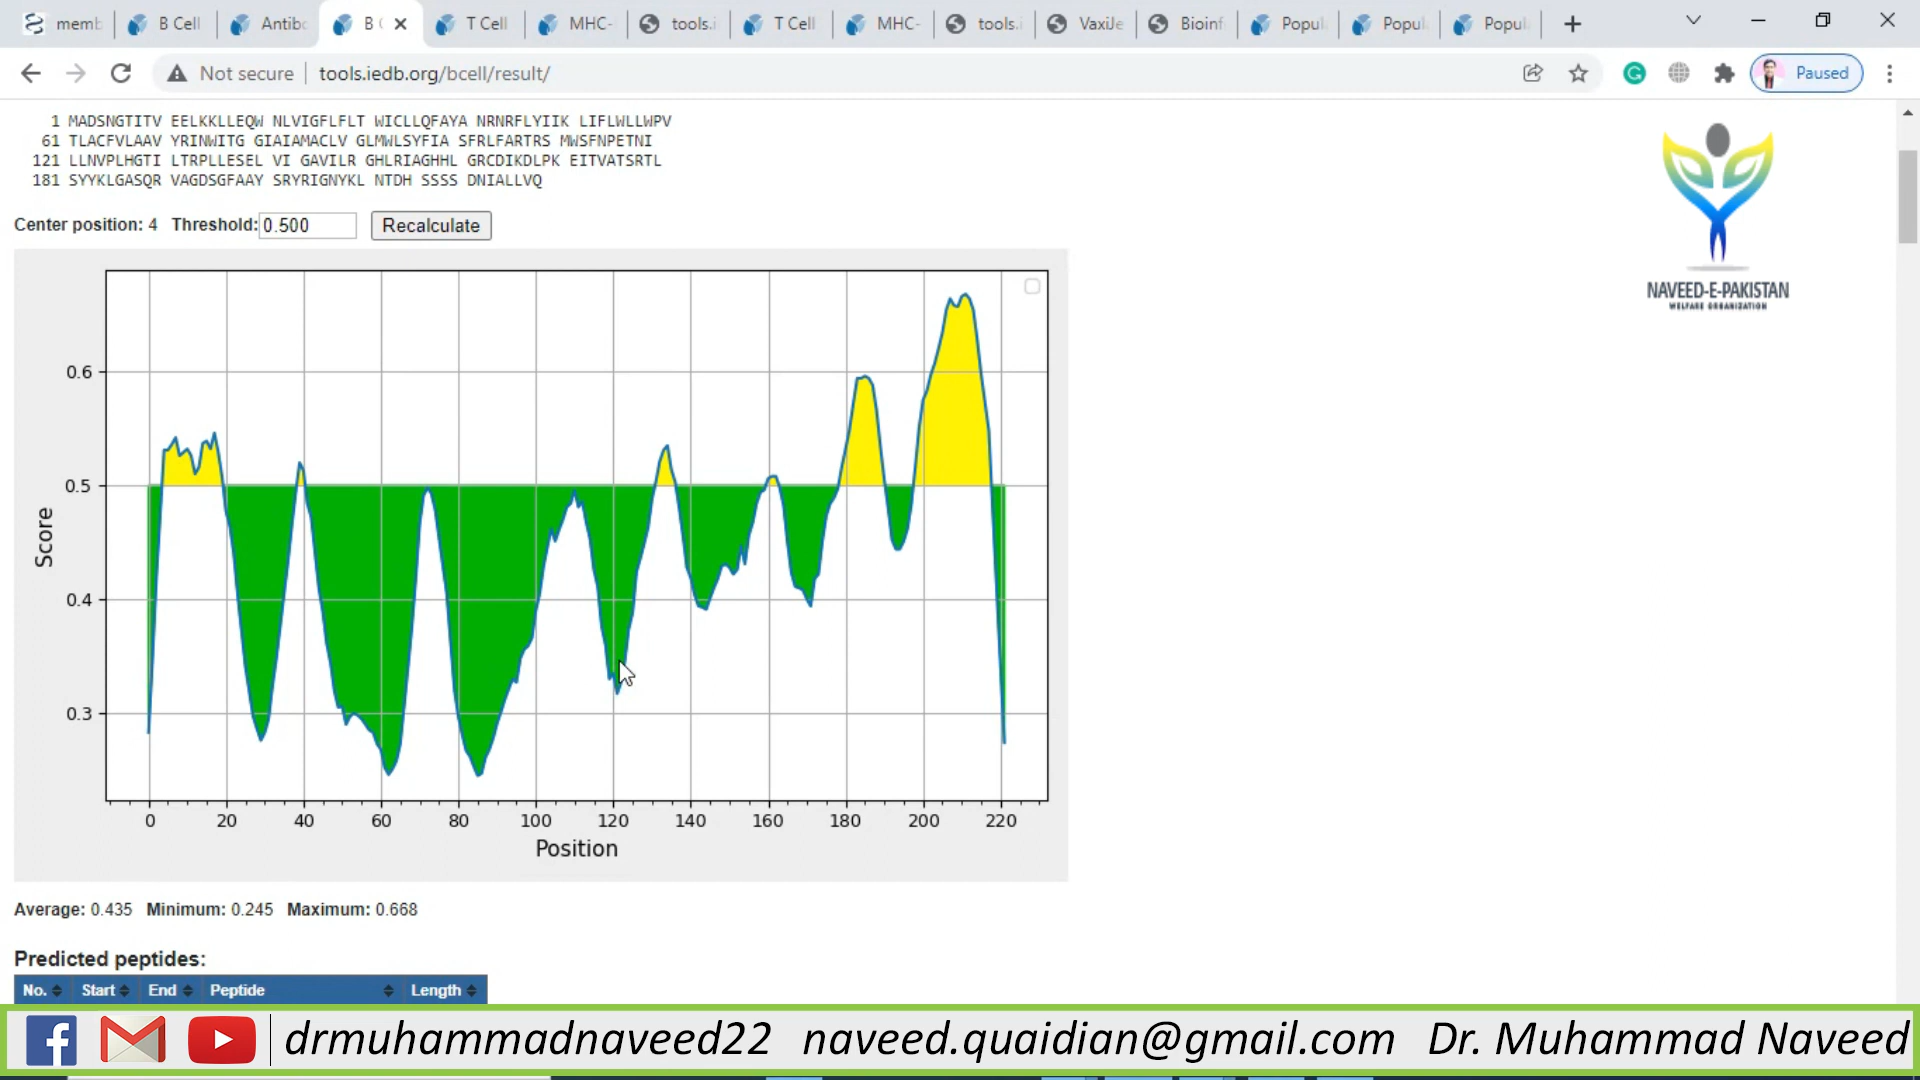 memb
B Cell
Antibo
B C
T Cell
MHC-
tools.i
T Cell
MHC-
tools.i
VaxiJe
Bioinf
Popul
Popul
Popul
Not secure
tools.iedb.org/bcell/result/
Paused
1 MADSNGTITV EELKKLLEQW NLVIGFLFLT WICLLQFAYA NRNRFLYIIK LIFLWLLWPV
61 TLACFVLAAV YRINWITG GIAIAMACLV GLMWLSYFIA SFRLFARTRS MWSFNPETNI
121 LLNVPLHGTI LTRPLLESEL VI GAVILR GHLRIAGHHL GRCDIKDLPK EITVATSRTL
181 SYYKLGASQR VAGDSGFAAY SRYRIGNYKL NTDH SSSS DNIALLVQ
Center position: 4 Threshold: 0.500 Recalculate
0.6
0.5
0.4
0.3
Score
0 20 40 60 80 100 120 140 160 180 200 220
Position
NAVEED-E-PAKISTAN
WELFARE ORGANIZATION
Average: 0.435 Minimum: 0.245 Maximum: 0.668
Predicted peptides:
No. Start End Peptide Length
drmuhammadnaveed22 naveed.quaidian@gmail.com Dr. Muhammad Naveed